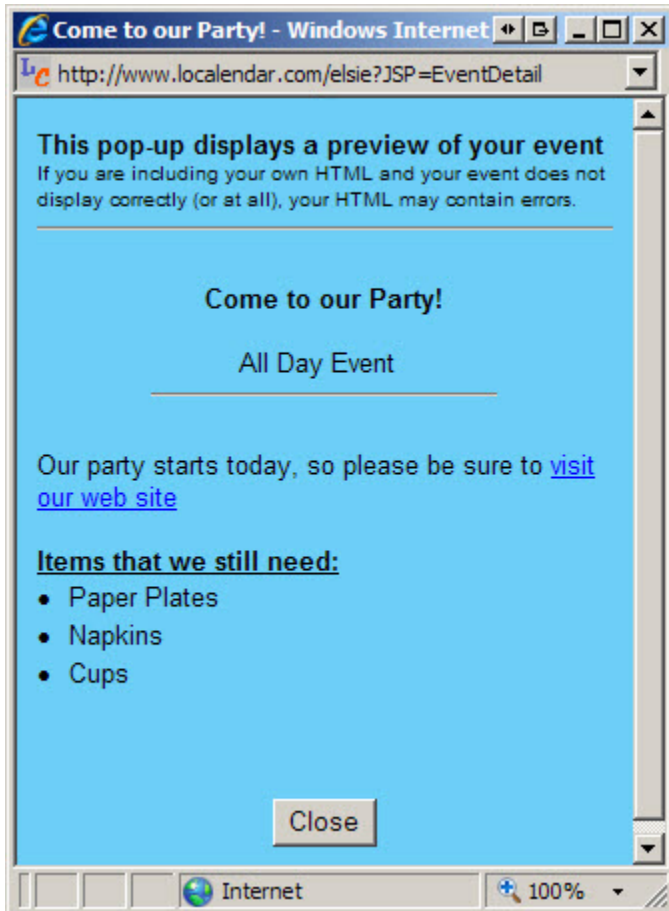 Come to our Party! - Windows Internet
LC http://www.localendar.com/elsie?JSP=EventDetail
This pop-up displays a preview of your event
If you are including your own HTML and your event does not
display correctly (or at all), your HTML may contain errors.
Come to our Party!
All Day Event
Our party starts today, so please be sure to visit
our web site
Items that we still need:
• Paper Plates
• Napkins
• Cups
Close
Internet 100%